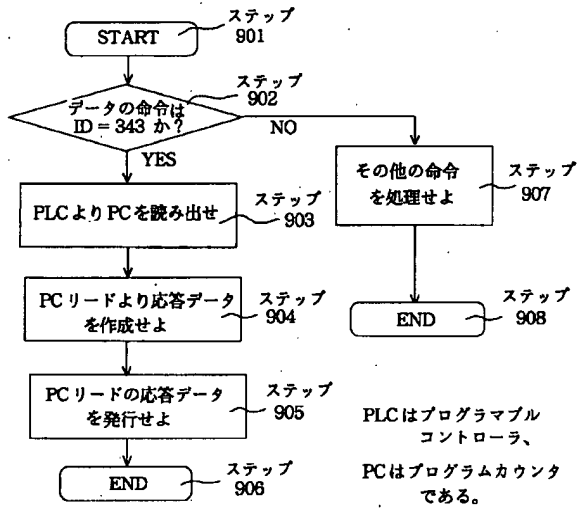 START
ステップ
901
データの命令は
ID = 343 か?
ステップ
902
YES
NO
PLCよりPCを読み出せ
ステップ
903
その他の命令
を処理せよ
ステップ
907
PCリードより応答データ
を作成せよ
ステップ
904
END
ステップ
908
PCリードの応答データ
を発行せよ
ステップ
905
END
ステップ
906
PLCはプログラマブル
コントローラ、
PCはプログラムカウンタ
である。